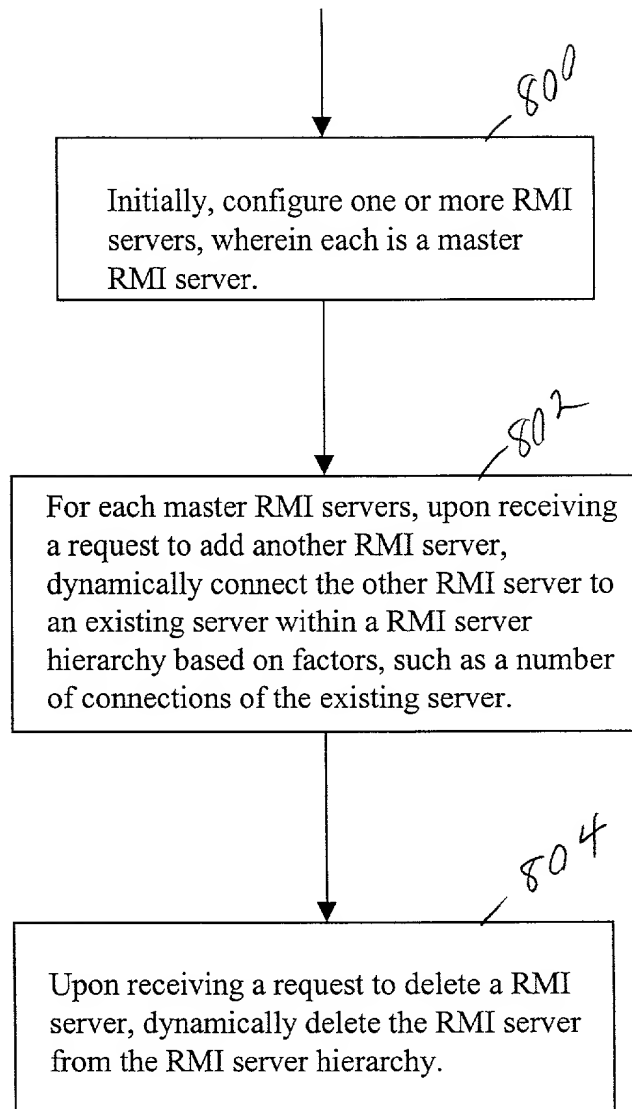 800
Initially, configure one or more RMI
servers, wherein each is a master
RMI server.
802
For each master RMI servers, upon receiving
a request to add another RMI server,
dynamically connect the other RMI server to
an existing server within a RMI server
hierarchy based on factors, such as a number
of connections of the existing server.
804
Upon receiving a request to delete a RMI
server, dynamically delete the RMI server
from the RMI server hierarchy.